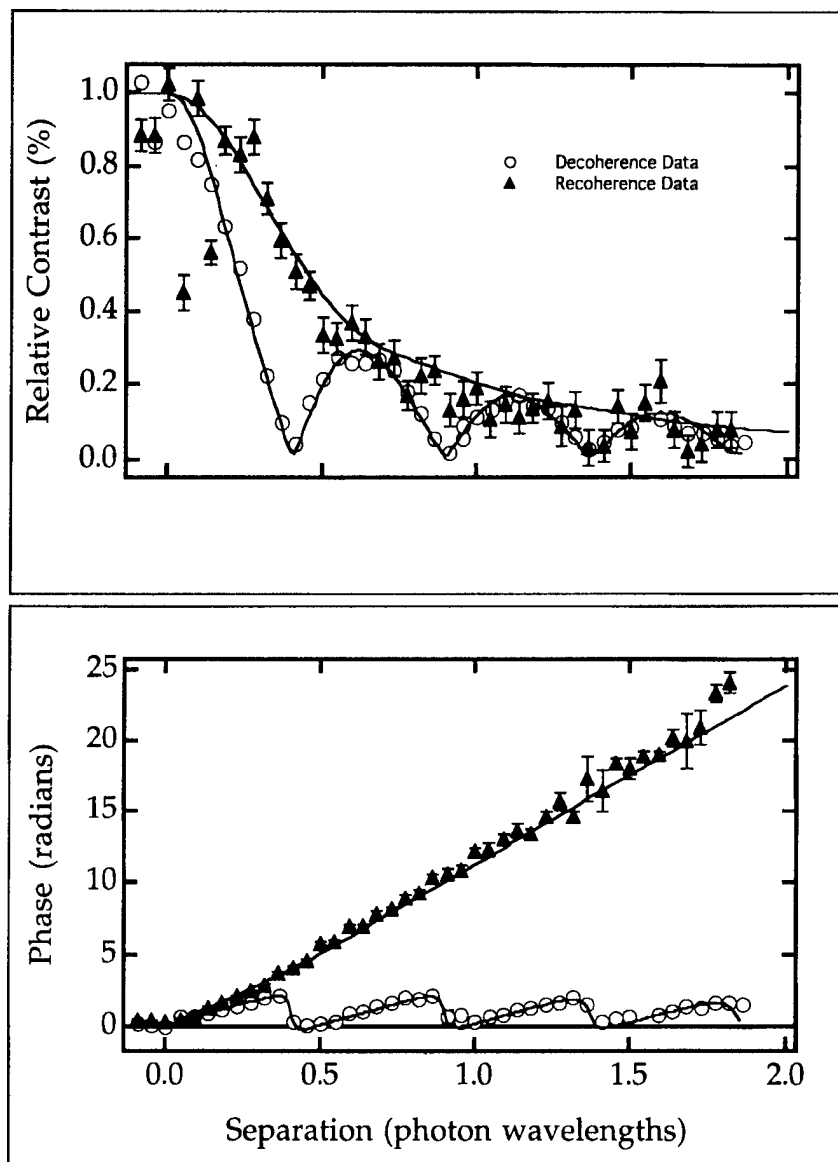 Relative Contrast (%)
1.0
0.8
0.6
0.4
0.2
0.0
Decoherence Data
Recoherence Data
Phase (radians)
25
20
15
10
5
0
0.0 0.5 1.0 1.5 2.0
Separation (photon wavelengths)